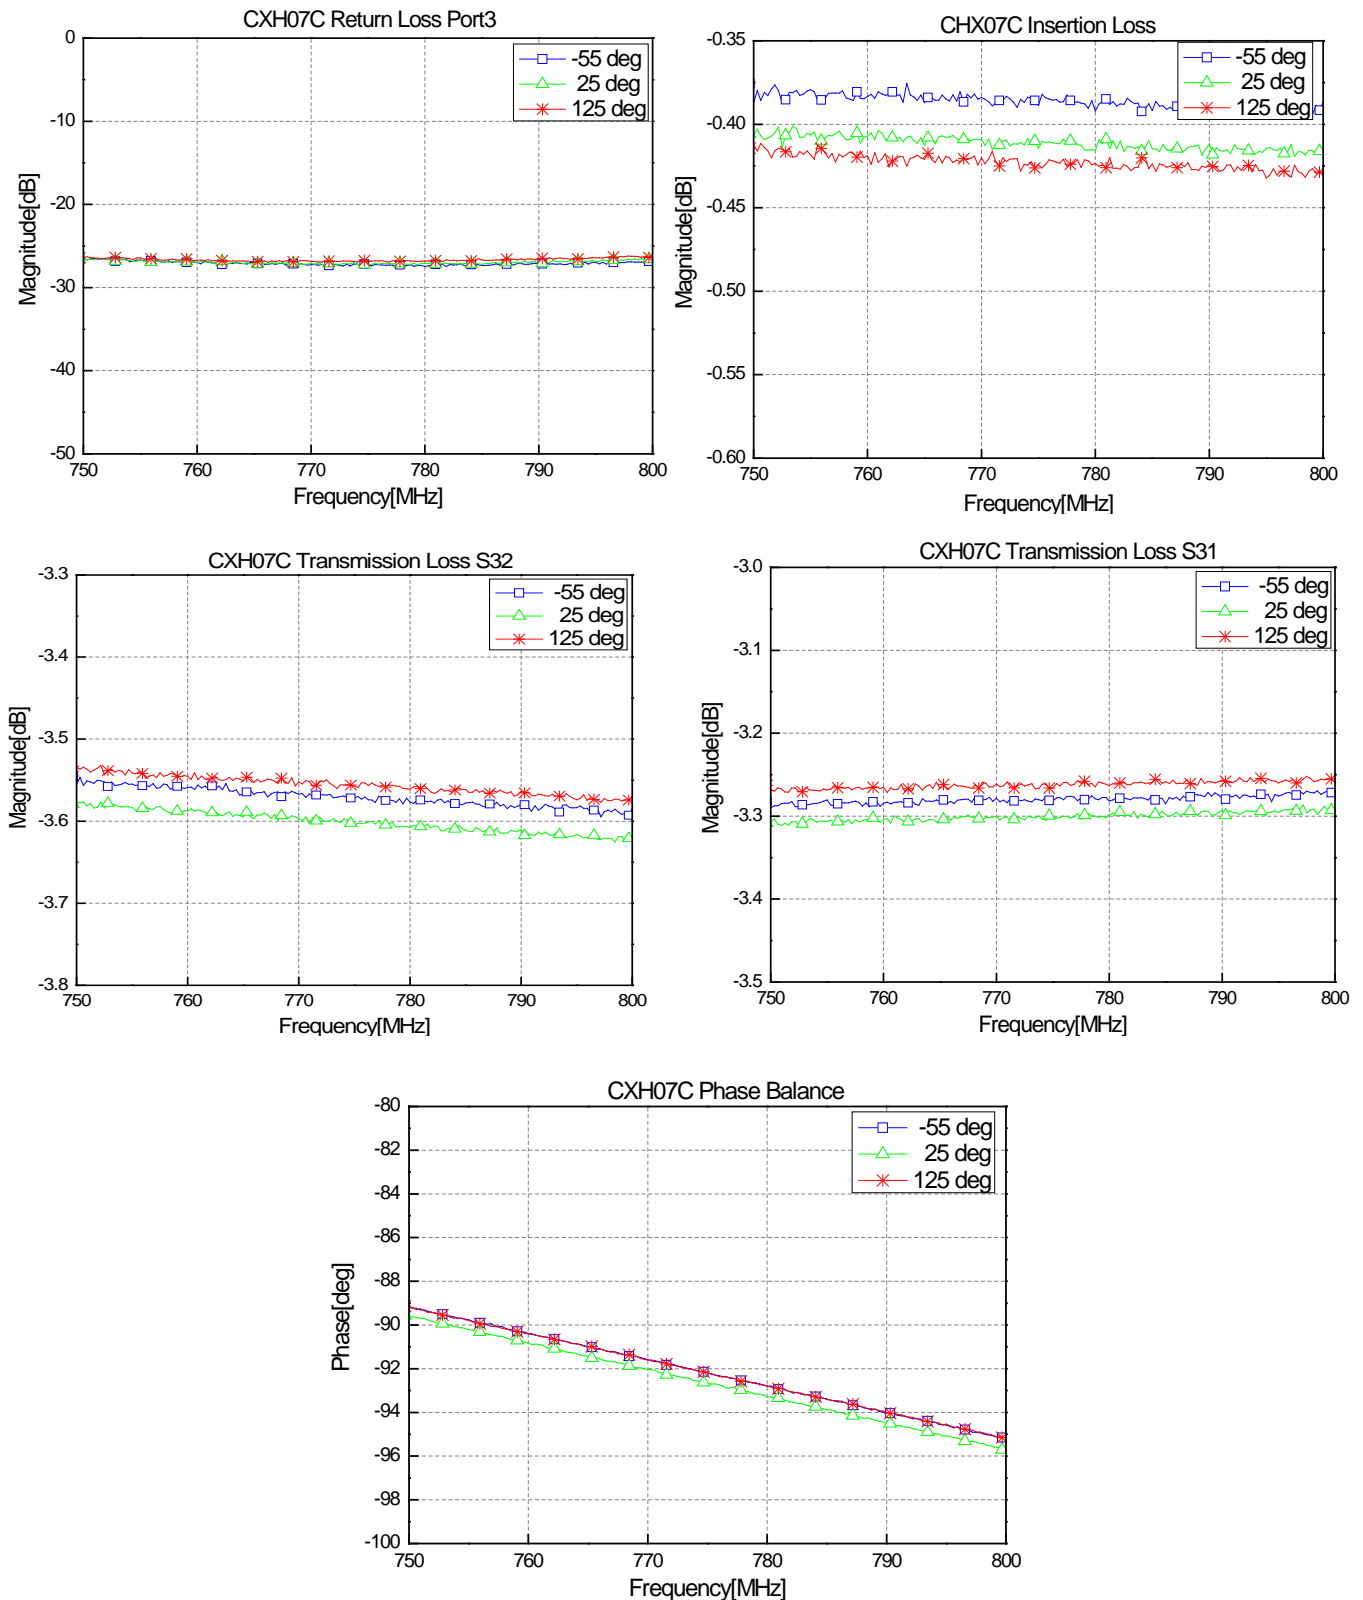 CXH07C Return Loss Port3
0
-10
-20
-30
-40
-50
Magnitude[dB]
-55 deg
25 deg
125 deg
750 760 770 780 790 800
Frequency[MHz]
CHX07C Insertion Loss
-0.35
-0.40
-0.45
-0.50
-0.55
-0.60
Magnitude[dB]
-55 deg
25 deg
125 deg
750 760 770 780 790 800
Frequency[MHz]
CXH07C Transmission Loss S32
-3.3
-3.4
-3.5
-3.6
-3.7
-3.8
Magnitude[dB]
-55 deg
25 deg
125 deg
750 760 770 780 790 800
Frequency[MHz]
CXH07C Transmission Loss S31
-3.0
-3.1
-3.2
-3.3
-3.4
-3.5
Magnitude[dB]
-55 deg
25 deg
125 deg
750 760 770 780 790 800
Frequency[MHz]
CXH07C Phase Balance
-80
-82
-84
-86
-88
-90
-92
-94
-96
-98
-100
Phase[deg]
-55 deg
25 deg
125 deg
750 760 770 780 790 800
Frequency[MHz]